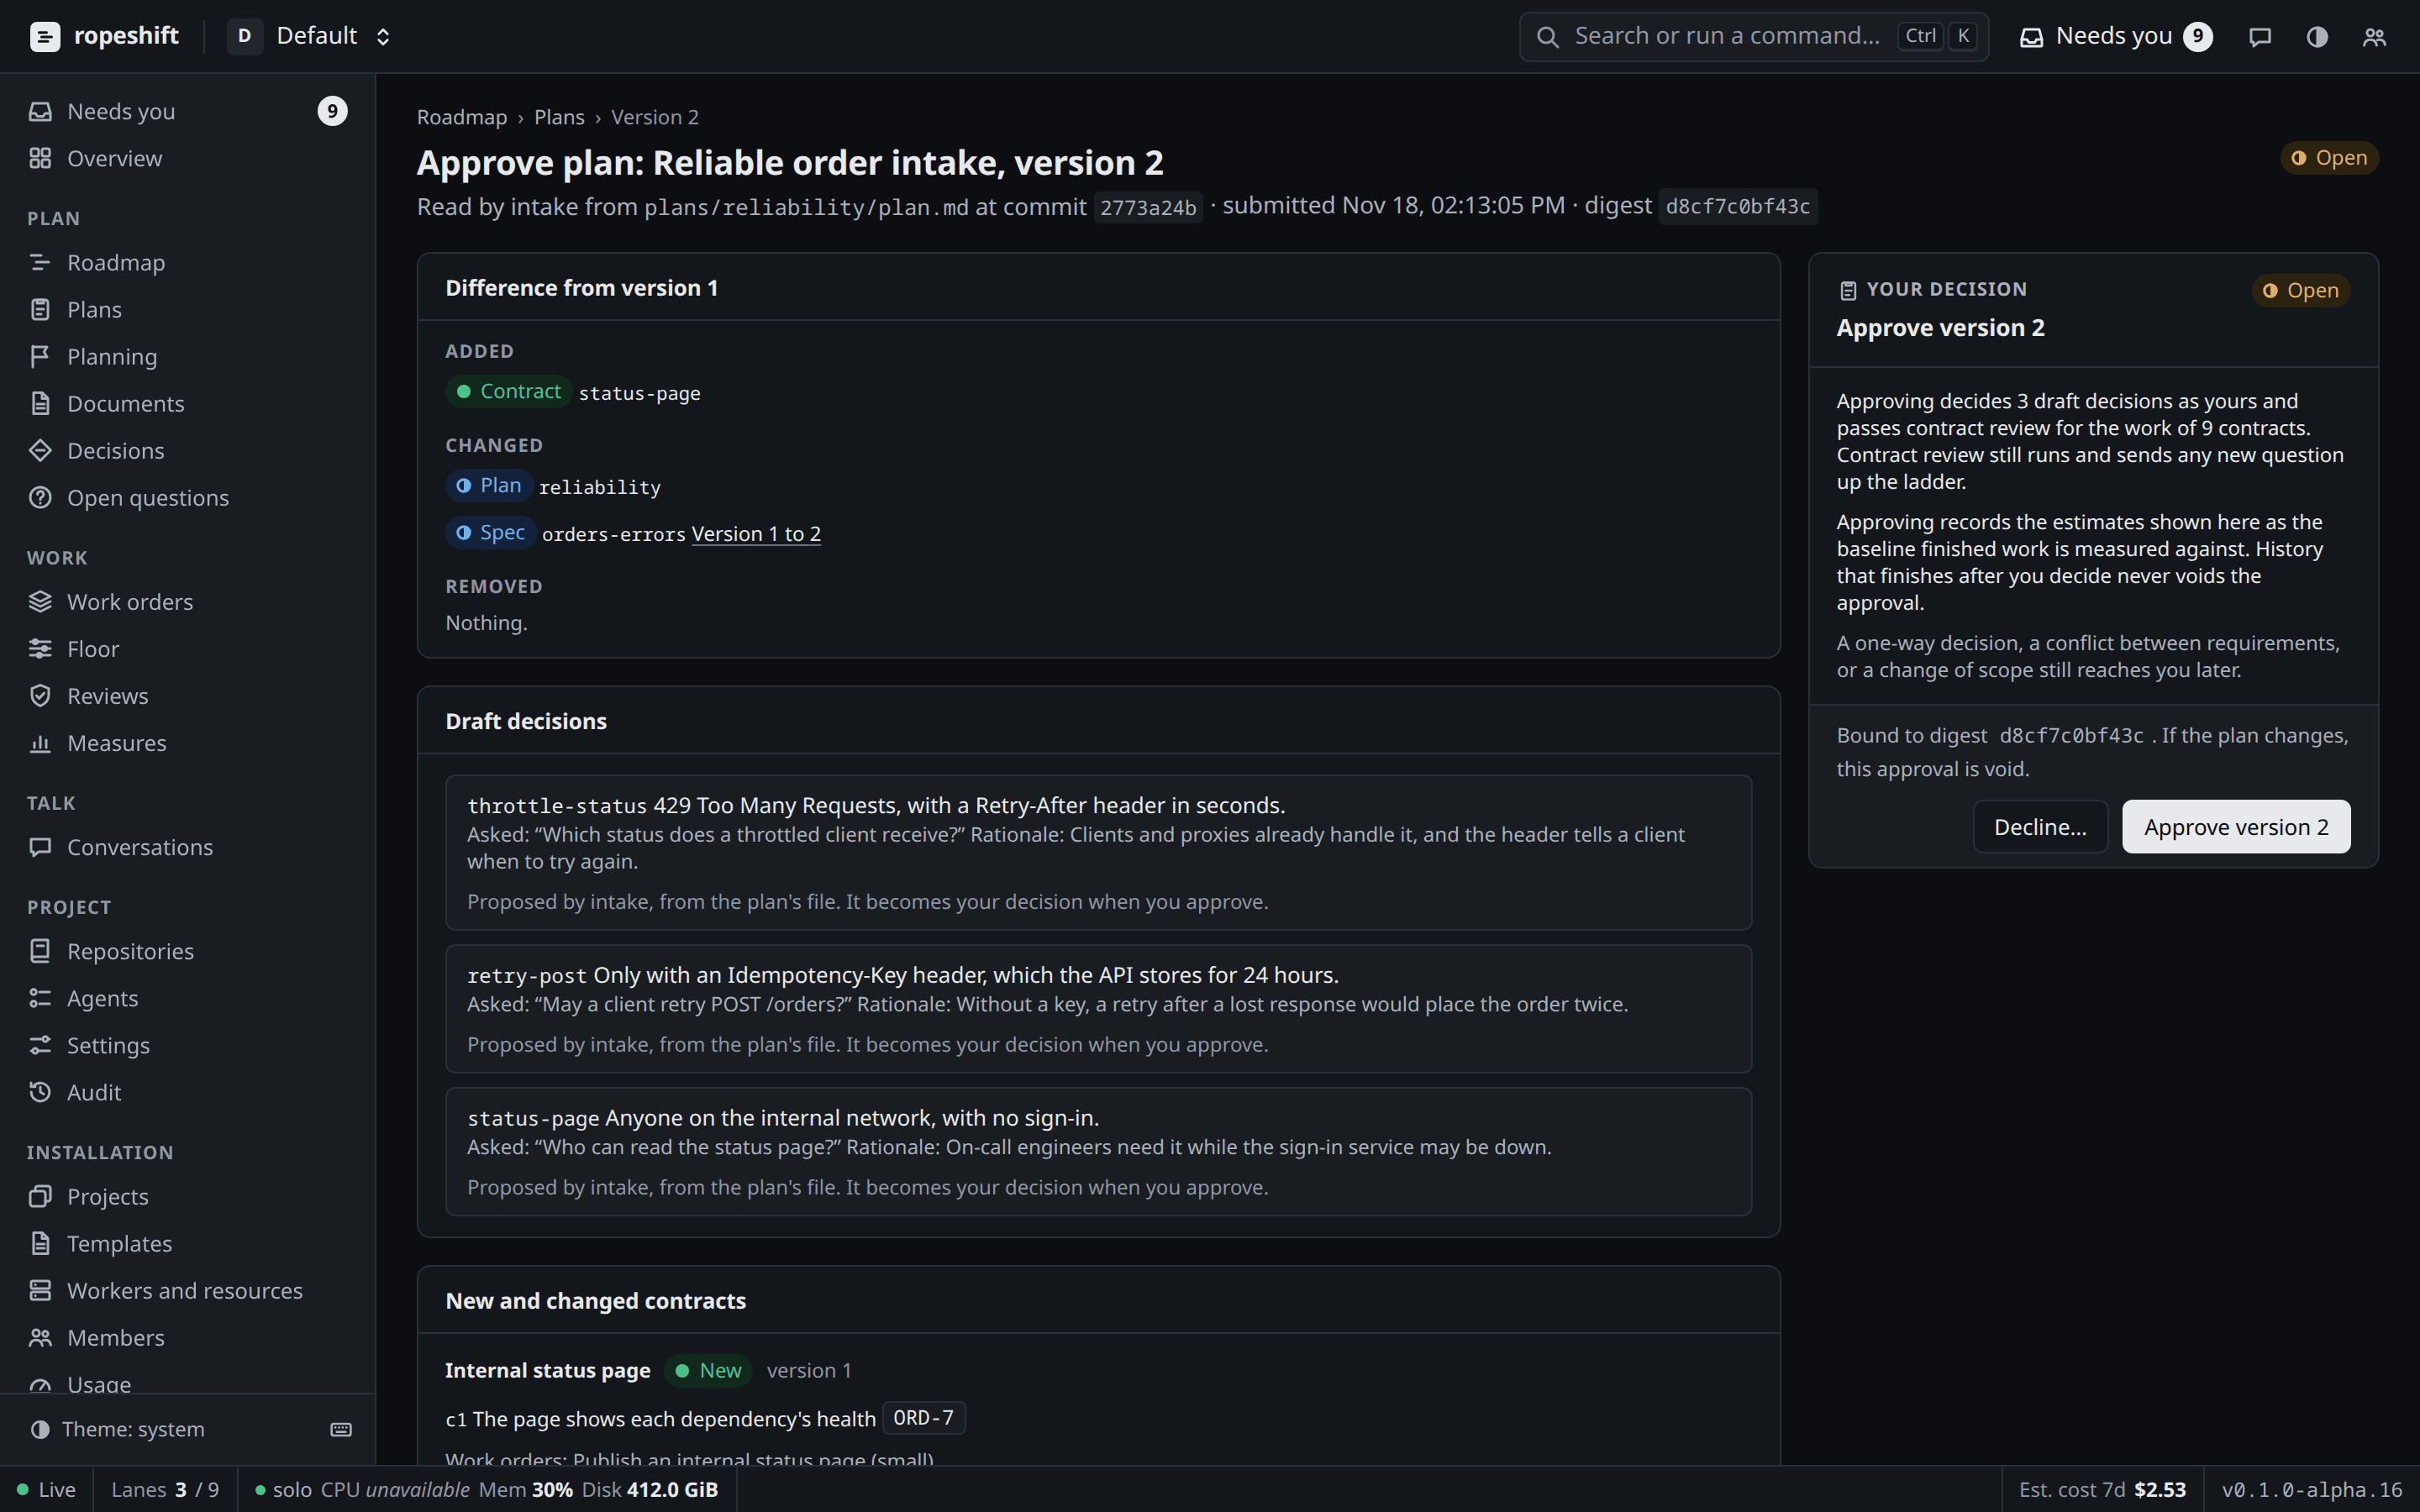 ropeshift
D Default
Search or run a command... Ctrl K
Needs you 9
Needs you 9
Overview
PLAN
Roadmap
Plans
Planning
Documents
Decisions
Open questions
WORK
Work orders
Floor
Reviews
Measures
TALK
Conversations
PROJECT
Repositories
Agents
Settings
Audit
INSTALLATION
Projects
Templates
Workers and resources
Members
Usage
Theme: system
Roadmap › Plans › Version 2
Approve plan: Reliable order intake, version 2
Open
Read by intake from plans/reliability/plan.md at commit 2773a24b · submitted Nov 18, 02:13:05 PM · digest d8cf7c0bf43c
Difference from version 1
ADDED
Contract status-page
CHANGED
Plan reliability
Spec orders-errors Version 1 to 2
REMOVED
Nothing.
Draft decisions
throttle-status 429 Too Many Requests, with a Retry-After header in seconds.
Asked: “Which status does a throttled client receive?” Rationale: Clients and proxies already handle it, and the header tells a client
when to try again.
Proposed by intake, from the plan's file. It becomes your decision when you approve.
retry-post Only with an Idempotency-Key header, which the API stores for 24 hours.
Asked: “May a client retry POST /orders?” Rationale: Without a key, a retry after a lost response would place the order twice.
Proposed by intake, from the plan's file. It becomes your decision when you approve.
status-page Anyone on the internal network, with no sign-in.
Asked: “Who can read the status page?” Rationale: On-call engineers need it while the sign-in service may be down.
Proposed by intake, from the plan's file. It becomes your decision when you approve.
New and changed contracts
Internal status page New version 1
c1 The page shows each dependency's health ORD-7
Work orders: Publish an internal status page (small)
YOUR DECISION
Open
Approve version 2
Approving decides 3 draft decisions as yours and
passes contract review for the work of 9 contracts.
Contract review still runs and sends any new question
up the ladder.
Approving records the estimates shown here as the
baseline finished work is measured against. History
that finishes after you decide never voids the
approval.
A one-way decision, a conflict between requirements,
or a change of scope still reaches you later.
Bound to digest d8cf7c0bf43c . If the plan changes,
this approval is void.
Decline...
Approve version 2
Live
Lanes 3 / 9
solo CPU unavailable Mem 30% Disk 412.0 GiB
Est. cost 7d $2.53
v0.1.0-alpha.16